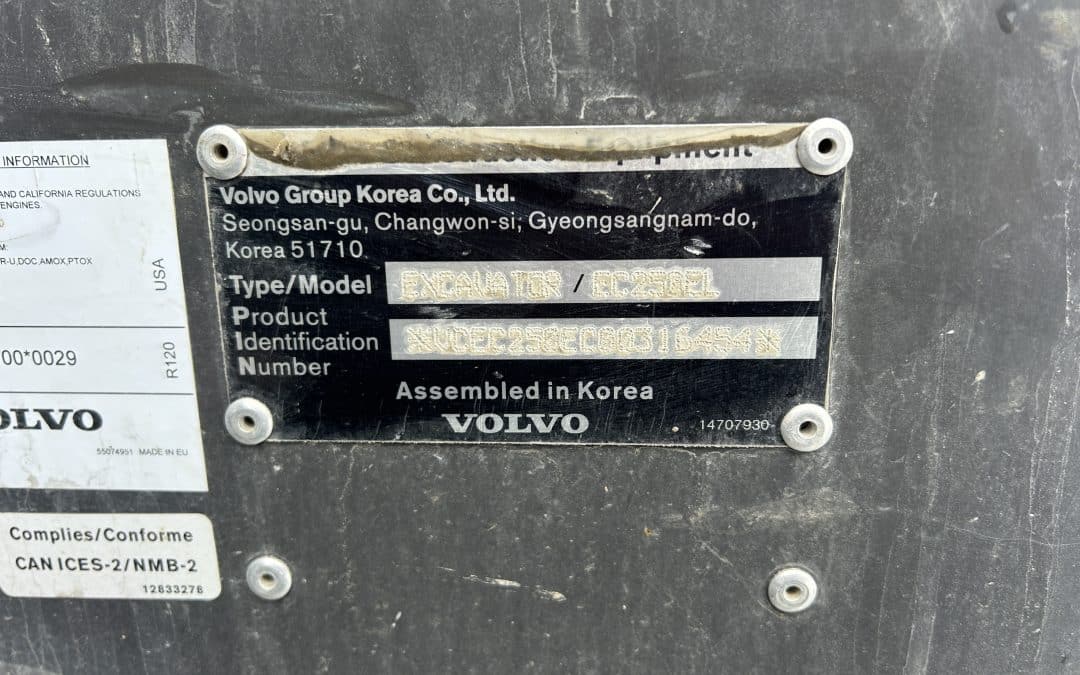 INFORMATION
AND CALIFORNIA REGULATIONS
ENGINES.
R-U,DOC,AMOX,PTOX
USA
00*0029
R120
OLVO
55074951 MADE IN EU
Complies/Conforme
CAN ICES-2/NMB-2
12833278
Volvo Group Korea Co., Ltd.
Seongsan-gu, Changwon-si, Gyeongsangnam-do,
Korea 51710
Type/Model EXCAVATOR / EC250EL
Product
Identification *VCEC250EC00316454*
Number
Assembled in Korea
VOLVO 14707930